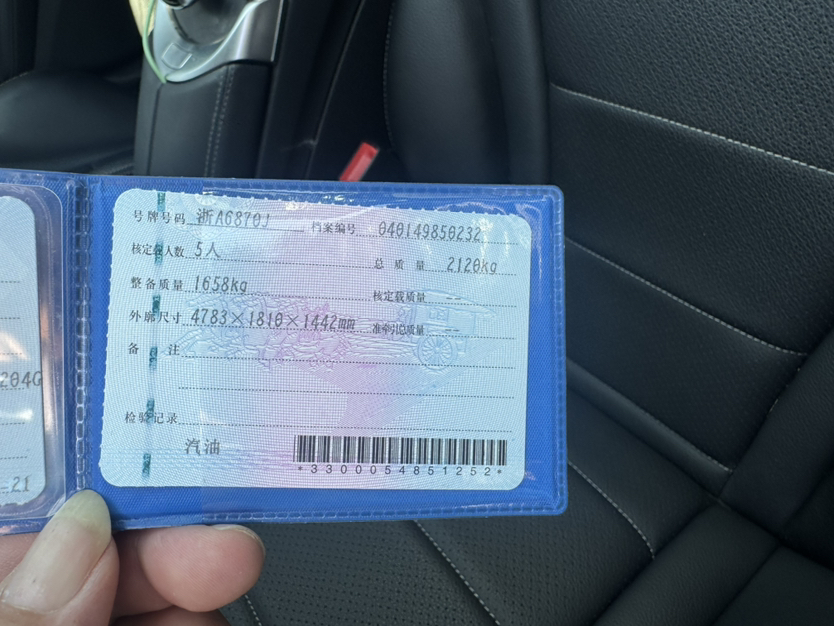 号牌号码 浙A6870J 档案编号 040149850232
核定载人数 5人 总质量 2120kg
整备质量 1658kg 核定载质量 --
外廓尺寸 4783×1810×1442mm 准牵引总质量 --
备注
204G
检验记录
汽油
*3300054851252*
21